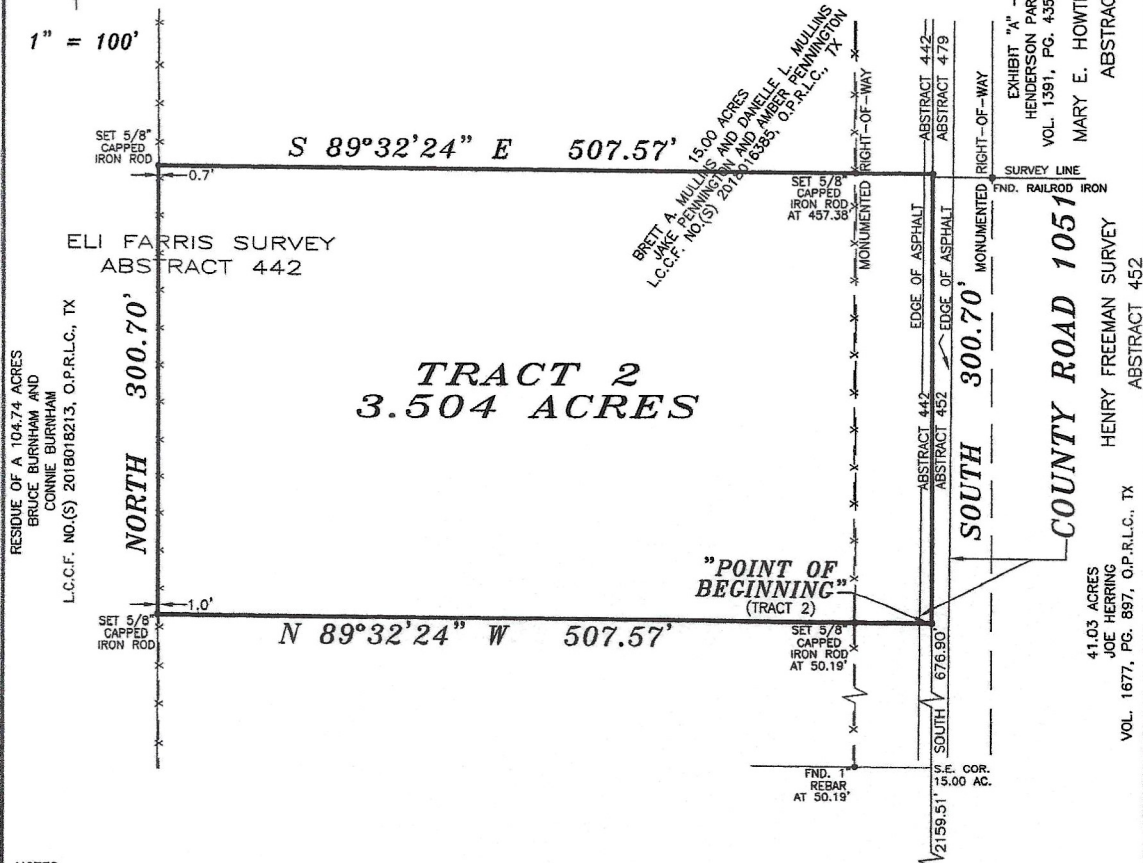 1" = 100'
SET 5/8"
CAPPED
IRON ROD
0.7'
S 89°32'24" E 507.57'
15.00 ACRES
BRETT A. MULLINS AND DANELLE L. MULLINS
JAKE PENNINGTON AND AMBER PENNINGTON
L.C.C.F. NO.(S) 2018016385, O.P.R.L.C., TX
SET 5/8"
CAPPED
IRON ROD
AT 457.38'
MONUMENTED RIGHT-OF-WAY
ABSTRACT 442
ABSTRACT 479
MONUMENTED RIGHT-OF-WAY
EXHIBIT "A" -
HENDERSON
VOL. 1391, PG. 435
MARY E.
SURVEY LINE
FND. RAILROD IRON
ELI FARRIS SURVEY
ABSTRACT 442
RESIDUE OF A 104.74 ACRES
BRUCE BURNHAM AND
CONNIE BURNHAM
L.C.C.F. NO.(S) 2018018213, O.P.R.L.C., TX
NORTH 300.70'
TRACT 2
3.504 ACRES
EDGE OF ASPHALT
EDGE OF ASPHALT
ABSTRACT 442
ABSTRACT 452
SOUTH 300.70'
COUNTY ROAD 1051
HENRY FREEMAN SURVEY
ABSTRACT 452
"POINT OF
BEGINNING"
(TRACT 2)
1.0'
SET 5/8"
CAPPED
IRON ROD
N 89°32'24" W 507.57'
SET 5/8"
CAPPED
IRON ROD
AT 50.19'
SOUTH 676.90'
41.03 ACRES
JOE HERRING
VOL. 1677, PG. 897, O.P.R.L.C., TX
FND. 1"
REBAR
AT 50.19'
S.E. COR.
15.00 AC.
2159.51'